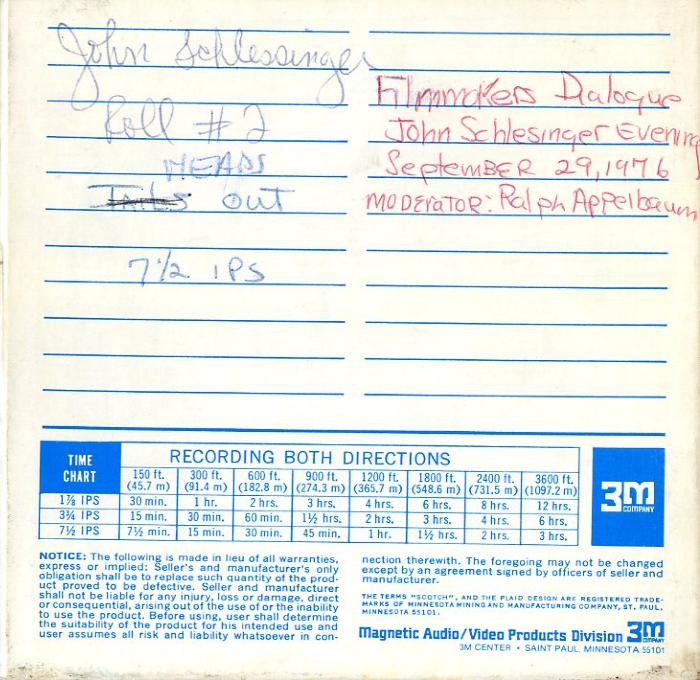 John Schlessinger
Roll #2
HEADS
Tails out
7½ IPS
Filmmakers Dialogue
John Schlesinger Evening
September 29, 1976
Moderator: Ralph Appelbaum
TIME CHART
RECORDING BOTH DIRECTIONS
150 ft. (45.7 m) 300 ft. (91.4 m) 600 ft. (182.8 m) 900 ft. (274.3 m) 1200 ft. (365.7 m) 1800 ft. (548.6 m) 2400 ft. (731.5 m) 3600 ft. (1097.2 m)
1⅞ IPS 30 min. 1 hr. 2 hrs. 3 hrs. 4 hrs. 6 hrs. 8 hrs. 12 hrs.
3¾ IPS 15 min. 30 min. 60 min. 1½ hrs. 2 hrs. 3 hrs. 4 hrs. 6 hrs.
7½ IPS 7½ min. 15 min. 30 min. 45 min. 1 hr. 1½ hrs. 2 hrs. 3 hrs.
3M
COMPANY
NOTICE: The following is made in lieu of all warranties,
express or implied: Seller's and manufacturer's only
obligation shall be to replace such quantity of the prod-
uct proved to be defective. Seller and manufacturer
shall not be liable for any injury, loss or damage, direct
or consequential, arising out of the use of or the inability
to use the product. Before using, user shall determine
the suitability of the product for his intended use and
user assumes all risk and liability whatsoever in con-
nection therewith. The foregoing may not be changed
except by an agreement signed by officers of seller and
manufacturer.
THE TERMS "SCOTCH", AND THE PLAID DESIGN ARE REGISTERED TRADE-
MARKS OF MINNESOTA MINING AND MANUFACTURING COMPANY, ST. PAUL,
MINNESOTA 55101.
Magnetic Audio/Video Products Division 3M COMPANY
3M CENTER • SAINT PAUL, MINNESOTA 55101